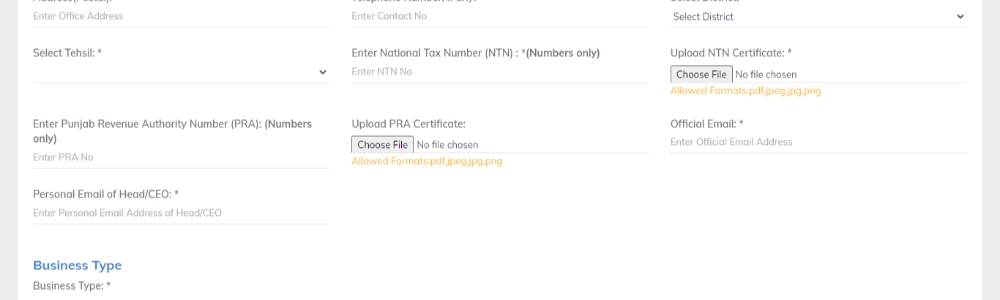 Enter Office Address
Enter Contact No
Select District
Select Tehsil: *
Enter National Tax Number (NTN) : *(Numbers only)
Upload NTN Certificate: *
Enter NTN No
Choose File No file chosen
Allowed Formats:pdf,jpeg,jpg,png
Enter Punjab Revenue Authority Number (PRA): (Numbers
only)
Enter PRA No
Upload PRA Certificate:
Choose File No file chosen
Allowed Formats:pdf,jpeg,jpg,png
Official Email: *
Enter Official Email Address
Personal Email of Head/CEO: *
Enter Personal Email Address of Head/CEO
Business Type
Business Type: *